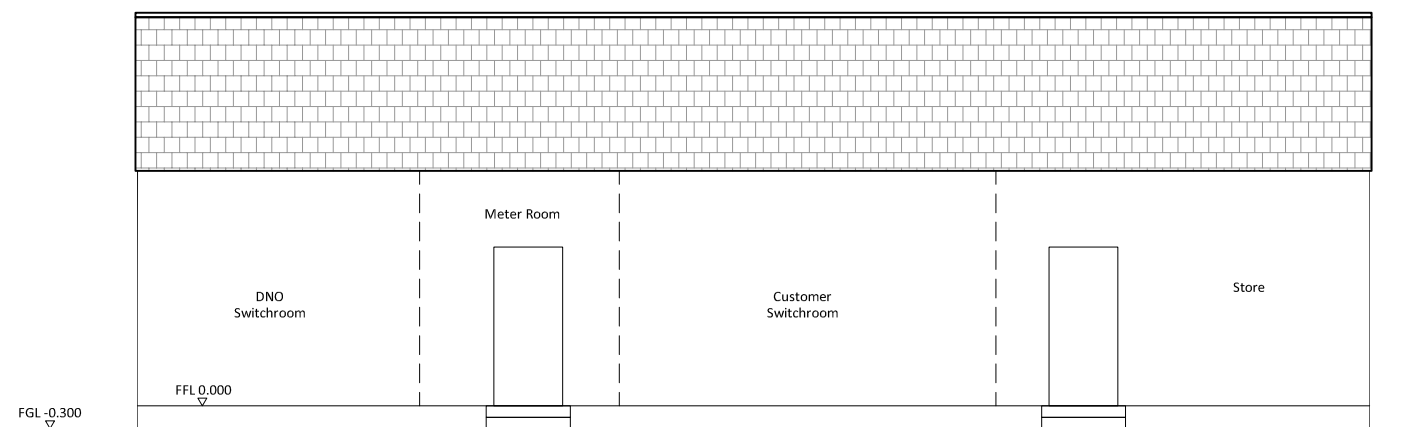 Meter Room
DNO
Switchroom
Customer
Switchroom
Store
FFL 0.000
FGL -0.300